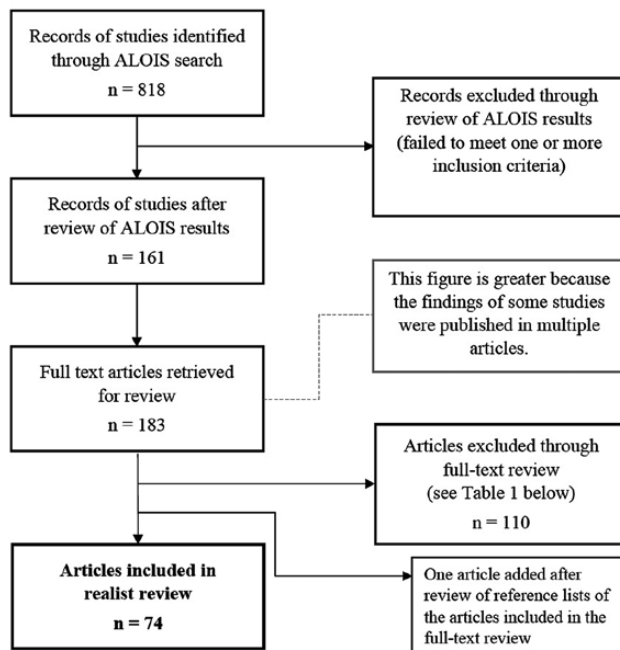 Records of studies identified
through ALOIS search
n = 818
Records excluded through
review of ALOIS results
(failed to meet one or more
inclusion criteria)
Records of studies after
review of ALOIS results
n = 161
This figure is greater because
the findings of some studies
were published in multiple
articles.
Full text articles retrieved
for review
n = 183
Articles excluded through
full-text review
(see Table 1 below)
n = 110
Articles included in
realist review
n = 74
One article added after
review of reference lists of
the articles included in the
full-text review